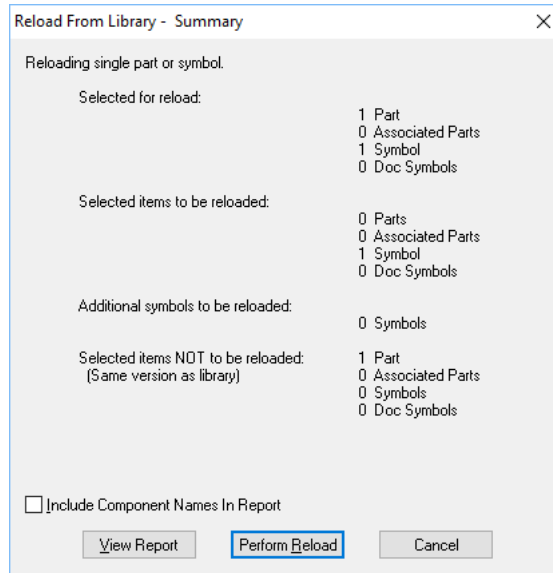 Reload From Library - Summary
Reloading single part or symbol.
Selected for reload:
1 Part
0 Associated Parts
1 Symbol
0 Doc Symbols
Selected items to be reloaded:
0 Parts
0 Associated Parts
1 Symbol
0 Doc Symbols
Additional symbols to be reloaded:
0 Symbols
Selected items NOT to be reloaded:
(Same version as library)
1 Part
0 Associated Parts
0 Symbols
0 Doc Symbols
Include Component Names In Report
View Report
Perform Reload
Cancel